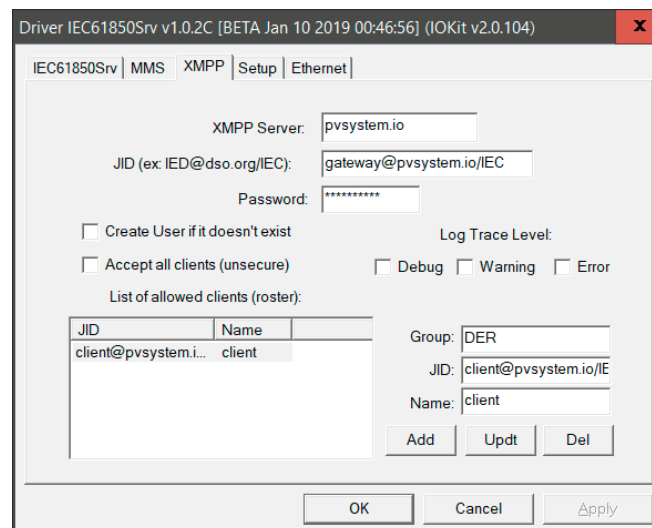 Driver IEC61850Srv v1.0.2C [BETA Jan 10 2019 00:46:56] (IOKit v2.0.104) x
IEC61850Srv MMS XMPP Setup Ethernet
XMPP Server: pvsystem.io
JID (ex: IED@dso.org/IEC): gateway@pvsystem.io/IEC
Password: **********
Create User if it doesn't exist
Log Trace Level:
Accept all clients (unsecure)
Debug Warning Error
List of allowed clients (roster):
JID Name
client@pvsystem.i... client
Group: DER
JID: client@pvsystem.io/IE
Name: client
Add Updt Del
OK Cancel Apply